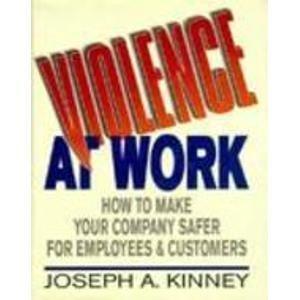 VIOLENCE
AT WORK
HOW TO MAKE
YOUR COMPANY SAFER
FOR EMPLOYEES & CUSTOMERS
JOSEPH A. KINNEY